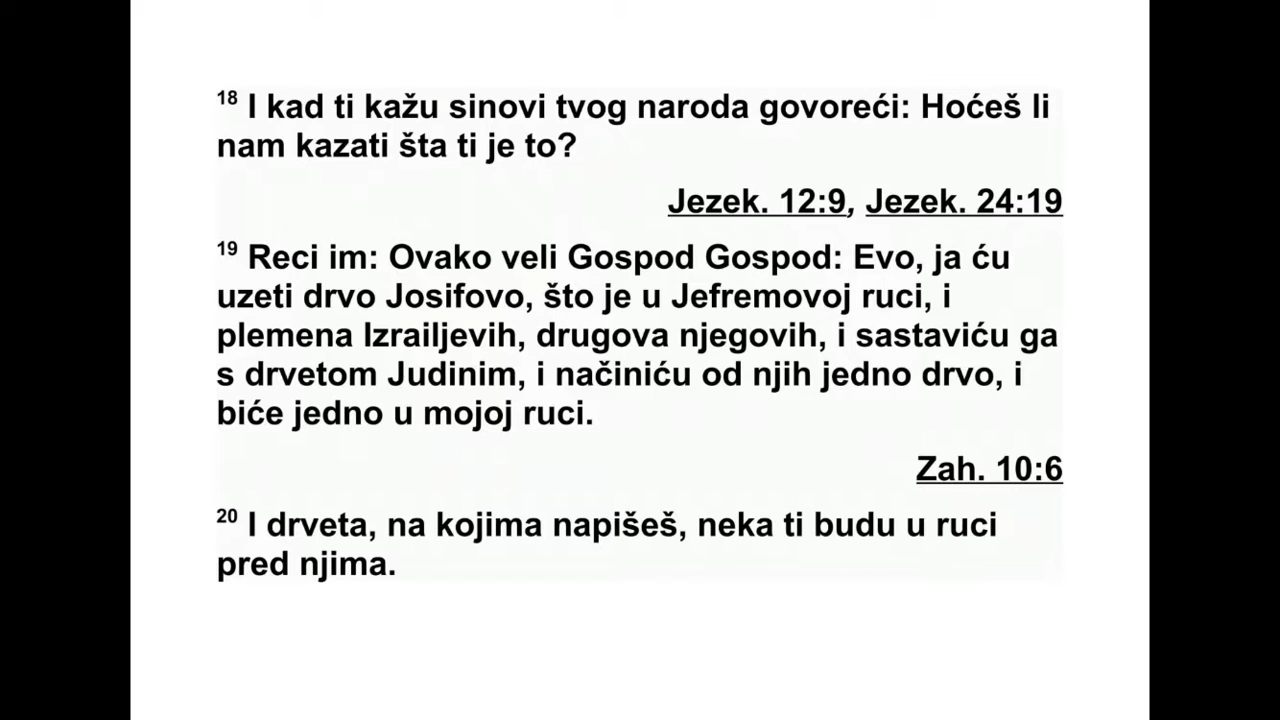 18 I kad ti kažu sinovi tvog naroda govoreći: Hoćeš li
nam kazati šta ti je to?
Jezek. 12:9, Jezek. 24:19
19 Reci im: Ovako veli Gospod Gospod: Evo, ja ću
uzeti drvo Josifovo, što je u Jefremovoj ruci, i
plemena Izrailjevih, drugova njegovih, i sastaviću ga
s drvetom Judinim, i načiniću od njih jedno drvo, i
biće jedno u mojoj ruci.
Zah. 10:6
20 I drveta, na kojima napišeš, neka ti budu u ruci
pred njima.